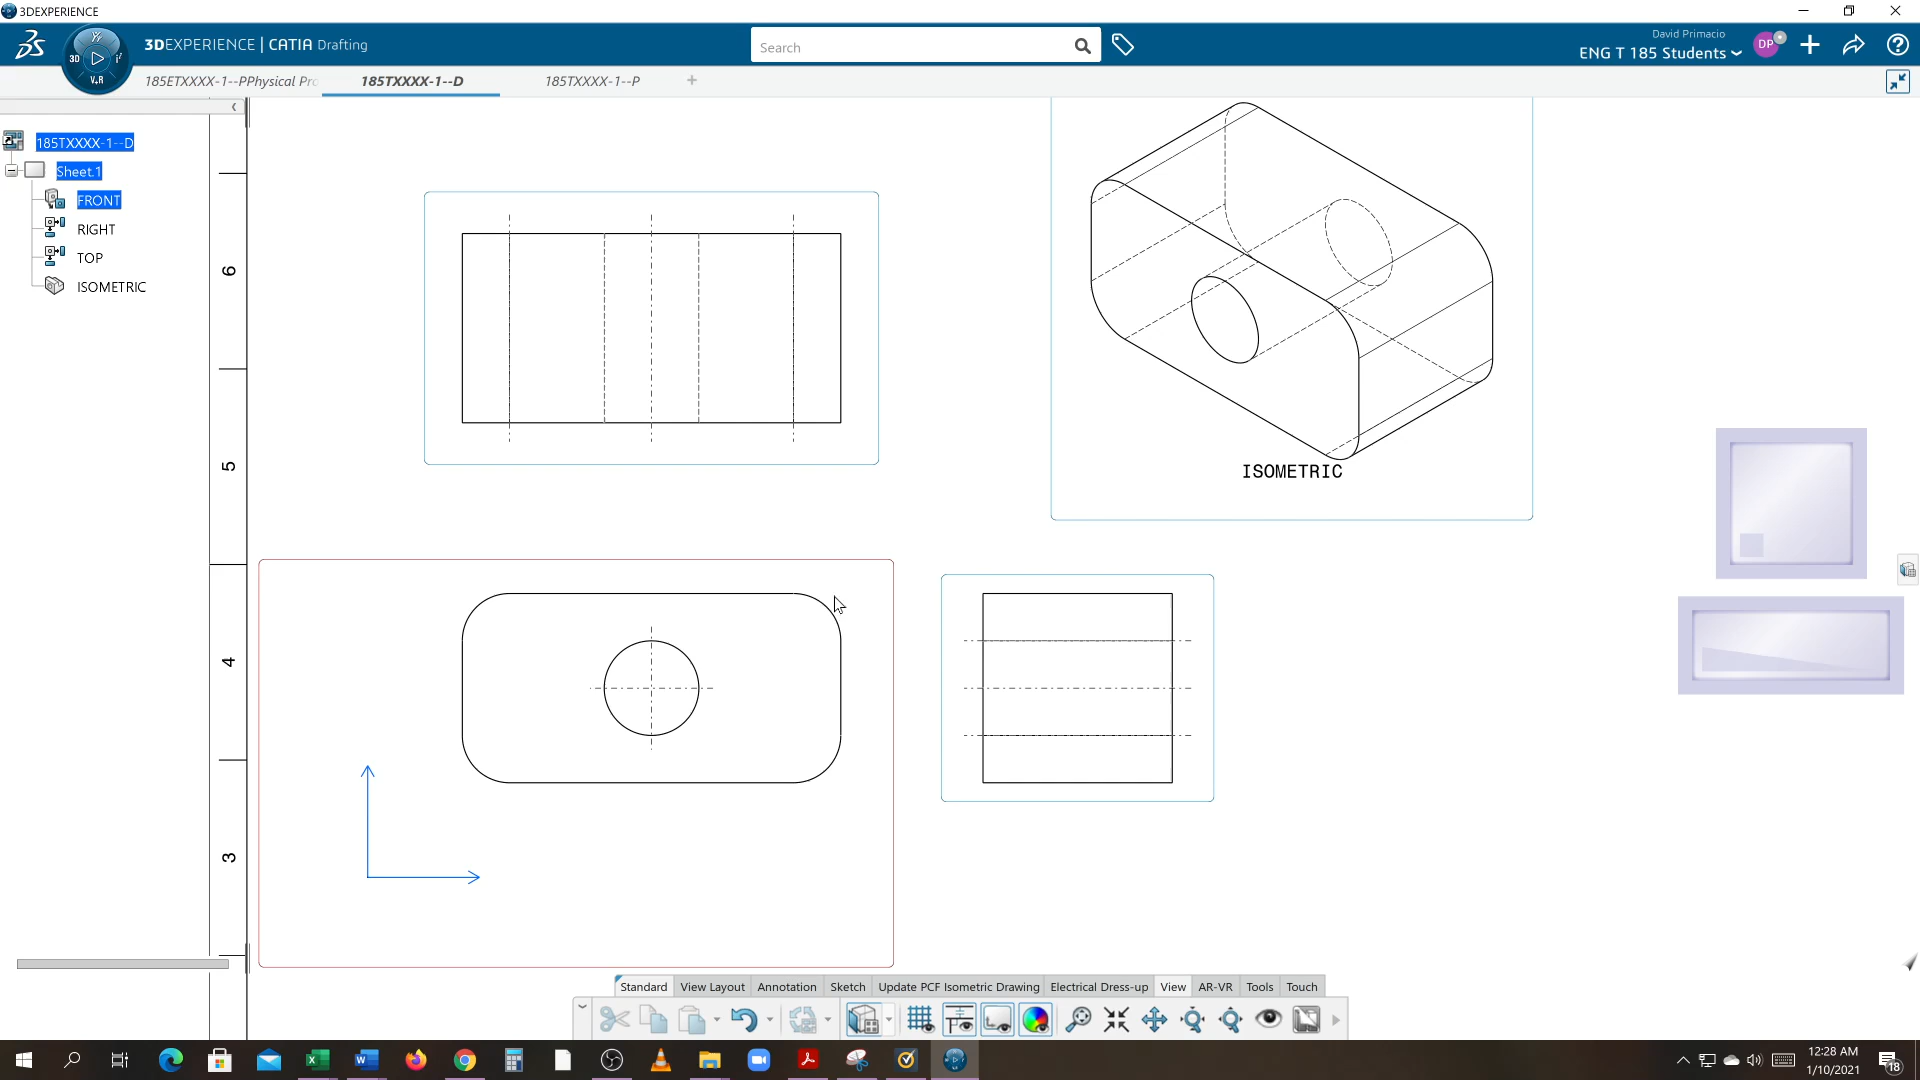 3DEXPERIENCE
3DEXPERIENCE | CATIA Drafting
3D
V.R
Search
David Primacio
ENG T 185 Students
DP
185ETXXXX-1--PPhysical Pro
185TXXXX-1--D
185TXXXX-1--P
185TXXXX-1--D
Sheet.1
FRONT
RIGHT
TOP
ISOMETRIC
6
5
4
3
ISOMETRIC
Standard
View Layout
Annotation
Sketch
Update PCF Isometric Drawing
Electrical Dress-up
View
AR-VR
Tools
Touch
12:28 AM
1/10/2021
18